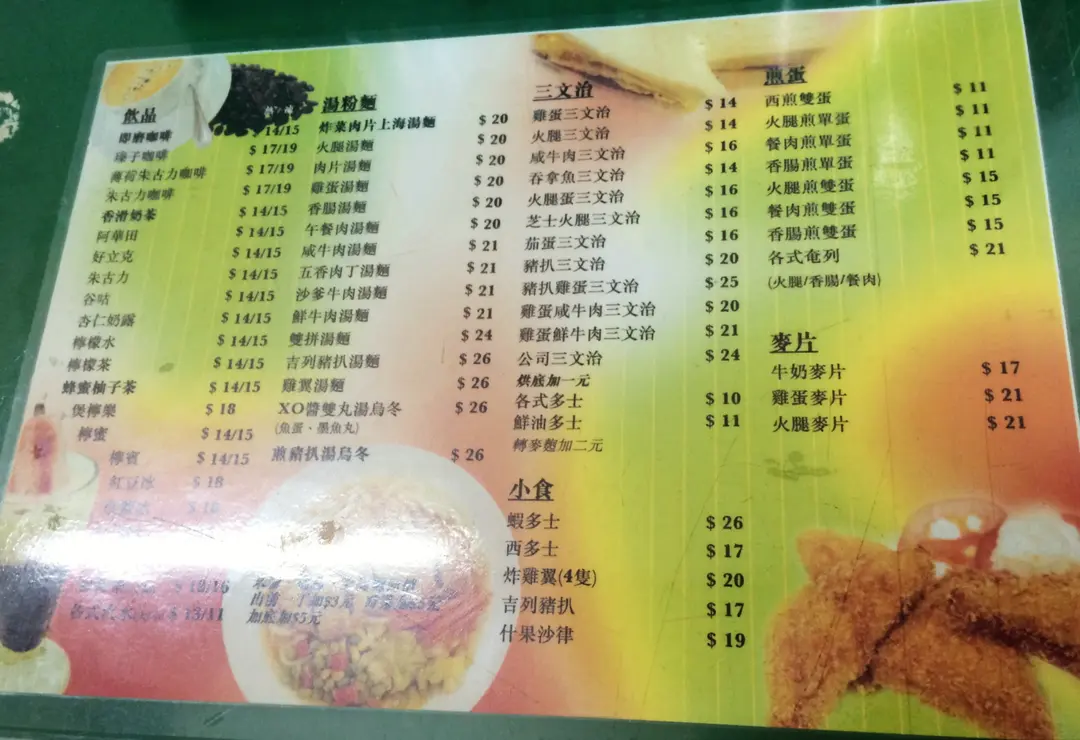 飲品
即磨咖啡 $14/15
榛子咖啡 $17/19
薄荷朱古力咖啡 $17/19
朱古力咖啡 $17/19
香滑奶茶 $14/15
阿華田 $14/15
好立克 $14/15
朱古力 $14/15
谷咕 $14/15
杏仁奶露 $14/15
檸檬水 $14/15
檸檬茶 $14/15
蜂蜜柚子茶 $14/15
煲檸樂 $18
檸蜜 $14/15
檸賓 $14/15
紅豆冰 $18
$18
各式 $13/11
湯粉麵
炸菜肉片上海湯麵 $20
火腿湯麵 $20
肉片湯麵 $20
雞蛋湯麵 $20
香腸湯麵 $20
午餐肉湯麵 $20
咸牛肉湯麵 $21
五香肉丁湯麵 $21
沙爹牛肉湯麵 $21
鮮牛肉湯麵 $21
雙拼湯麵 $24
吉列豬扒湯麵 $26
雞翼湯麵 $26
XO醬雙丸湯烏冬 $26
(魚蛋、墨魚丸)
煎豬扒湯烏冬 $26
加底加$5元
三文治
雞蛋三文治 $14
火腿三文治 $14
咸牛肉三文治 $16
吞拿魚三文治 $14
火腿蛋三文治 $16
芝士火腿三文治 $16
茄蛋三文治 $16
豬扒三文治 $20
豬扒雞蛋三文治 $25
雞蛋咸牛肉三文治 $20
雞蛋鮮牛肉三文治 $21
公司三文治 $24
烘底加一元
各式多士 $10
鮮油多士 $11
轉麥麵加二元
小食
蝦多士 $26
西多士 $17
炸雞翼(4隻) $20
吉列豬扒 $17
什果沙律 $19
煎蛋
西煎雙蛋 $11
火腿煎單蛋 $11
餐肉煎單蛋 $11
香腸煎單蛋 $11
火腿煎雙蛋 $15
餐肉煎雙蛋 $15
香腸煎雙蛋 $15
各式奄列 $21
(火腿/香腸/餐肉)
麥片
牛奶麥片 $17
雞蛋麥片 $21
火腿麥片 $21